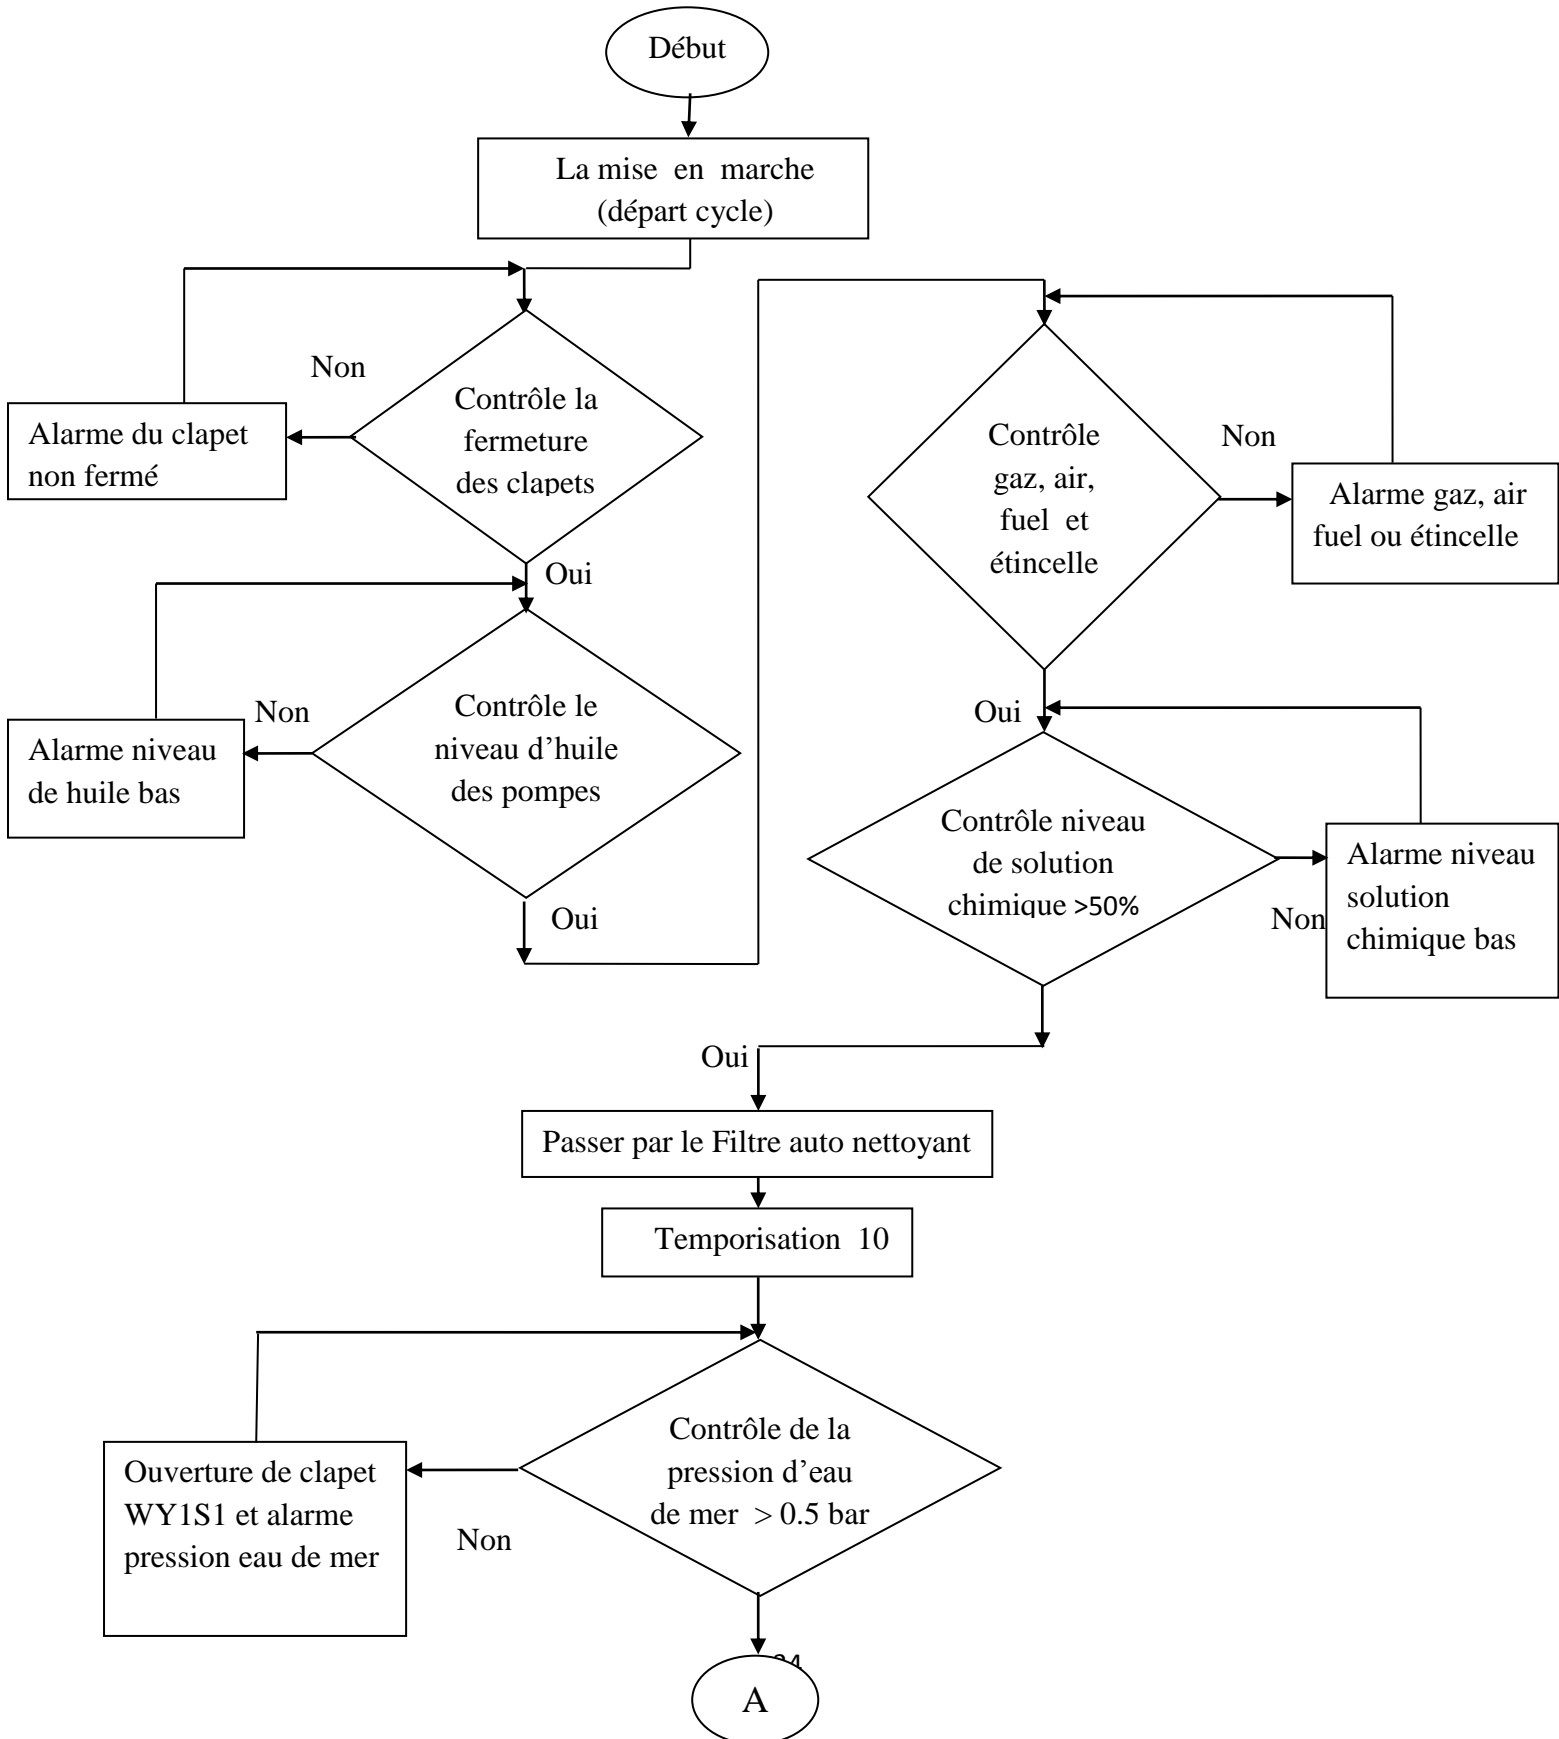 Début
La mise en marche
(départ cycle)
Non
Contrôle la
fermeture
des clapets
Alarme du clapet
non fermé
Oui
Non
Contrôle le
niveau d’huile
des pompes
Alarme niveau
de huile bas
Oui
Contrôle
gaz, air,
fuel et
étincelle
Non
Alarme gaz, air
fuel ou étincelle
Oui
Contrôle niveau
de solution
chimique >50%
Non
Alarme niveau
solution
chimique bas
Oui
Passer par le Filtre auto nettoyant
Temporisation 10
Contrôle de la
pression d’eau
de mer > 0.5 bar
Non
Ouverture de clapet
WY1S1 et alarme
pression eau de mer
A